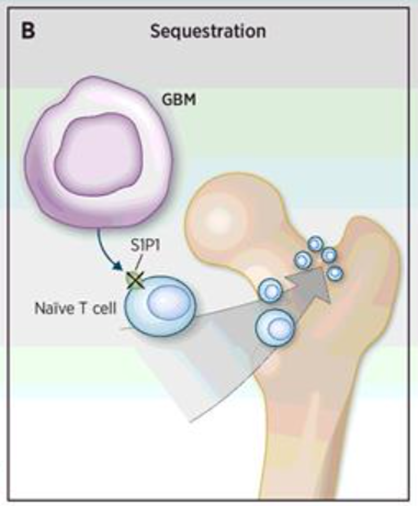 B
Sequestration
GBM
S1P1
Naïve T cell